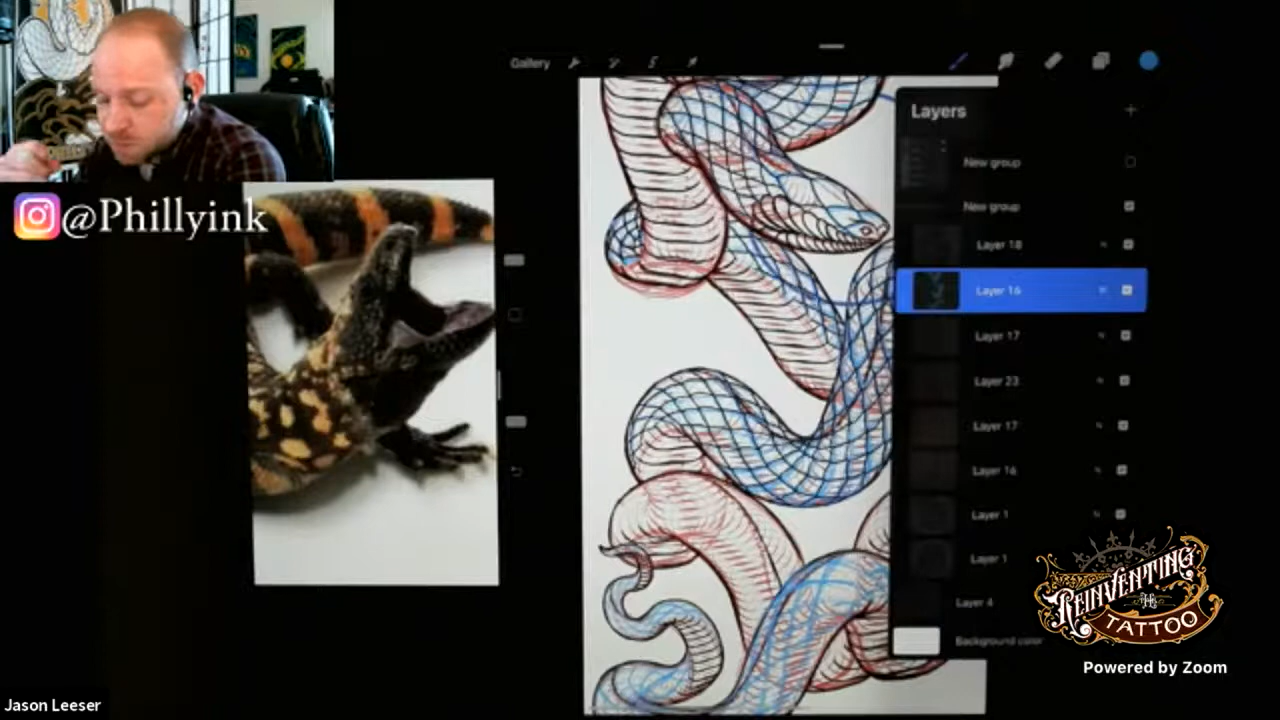 Gallery
Layers
New group
New group
Layer 18
N
Layer 16
Layer 17
N
Layer 23
N
Layer 17
N
Layer 16
N
Layer 1
N
Layer 1
Layer 4
Background color
@Phillyink
REINVENTING
THE
TATTOO
Powered by Zoom
Jason Leeser